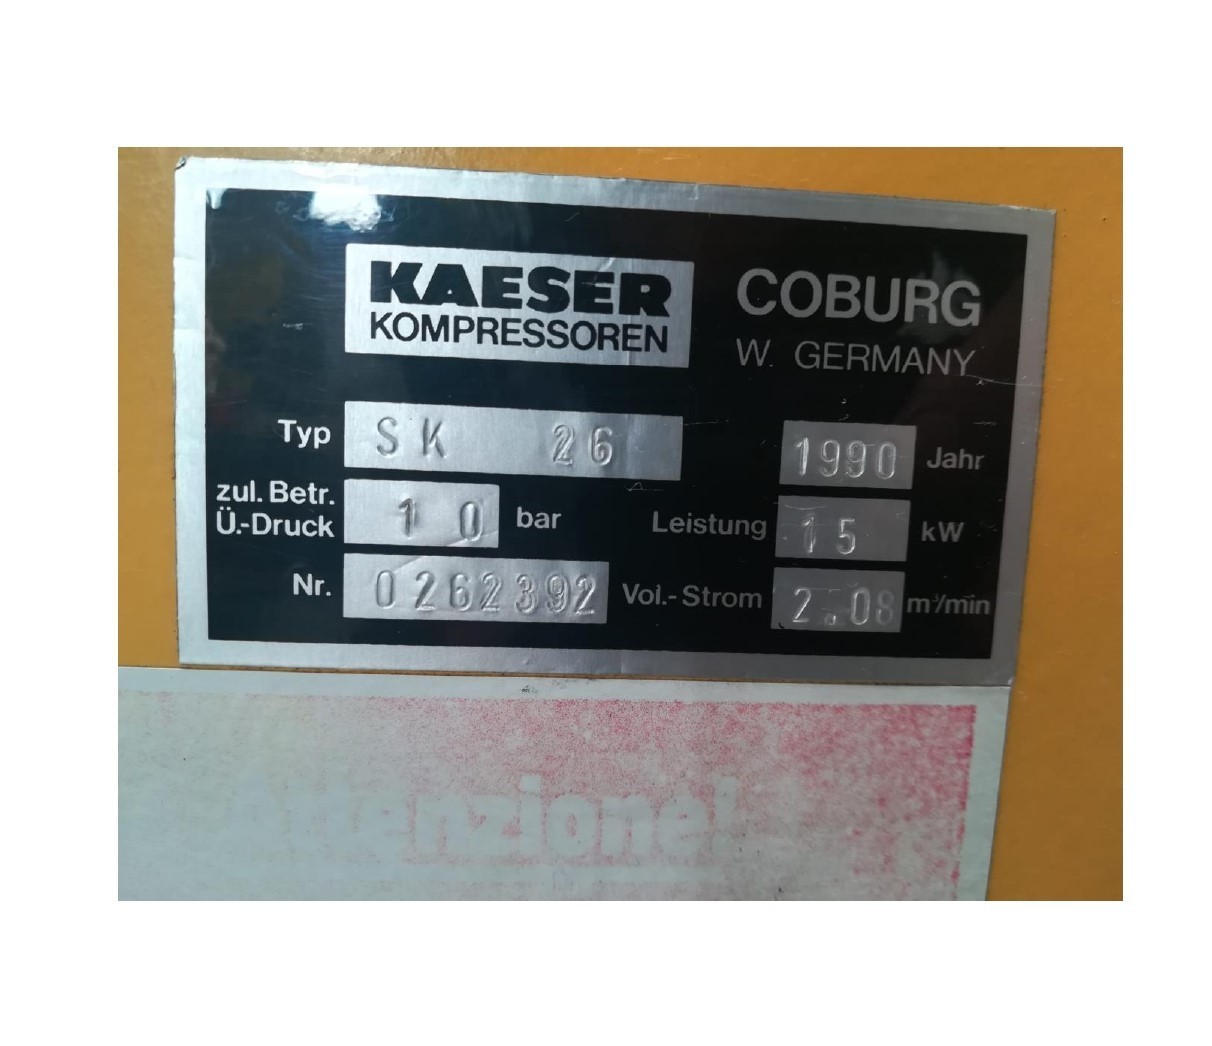 KAESER
KOMPRESSOREN
COBURG
W. GERMANY
Typ SK 26
1990 Jahr
zul. Betr.
Ü.-Druck 10 bar
Leistung 15 kW
Nr. 0262392
Vol.-Strom 2.08 m³/min
Attenzione!